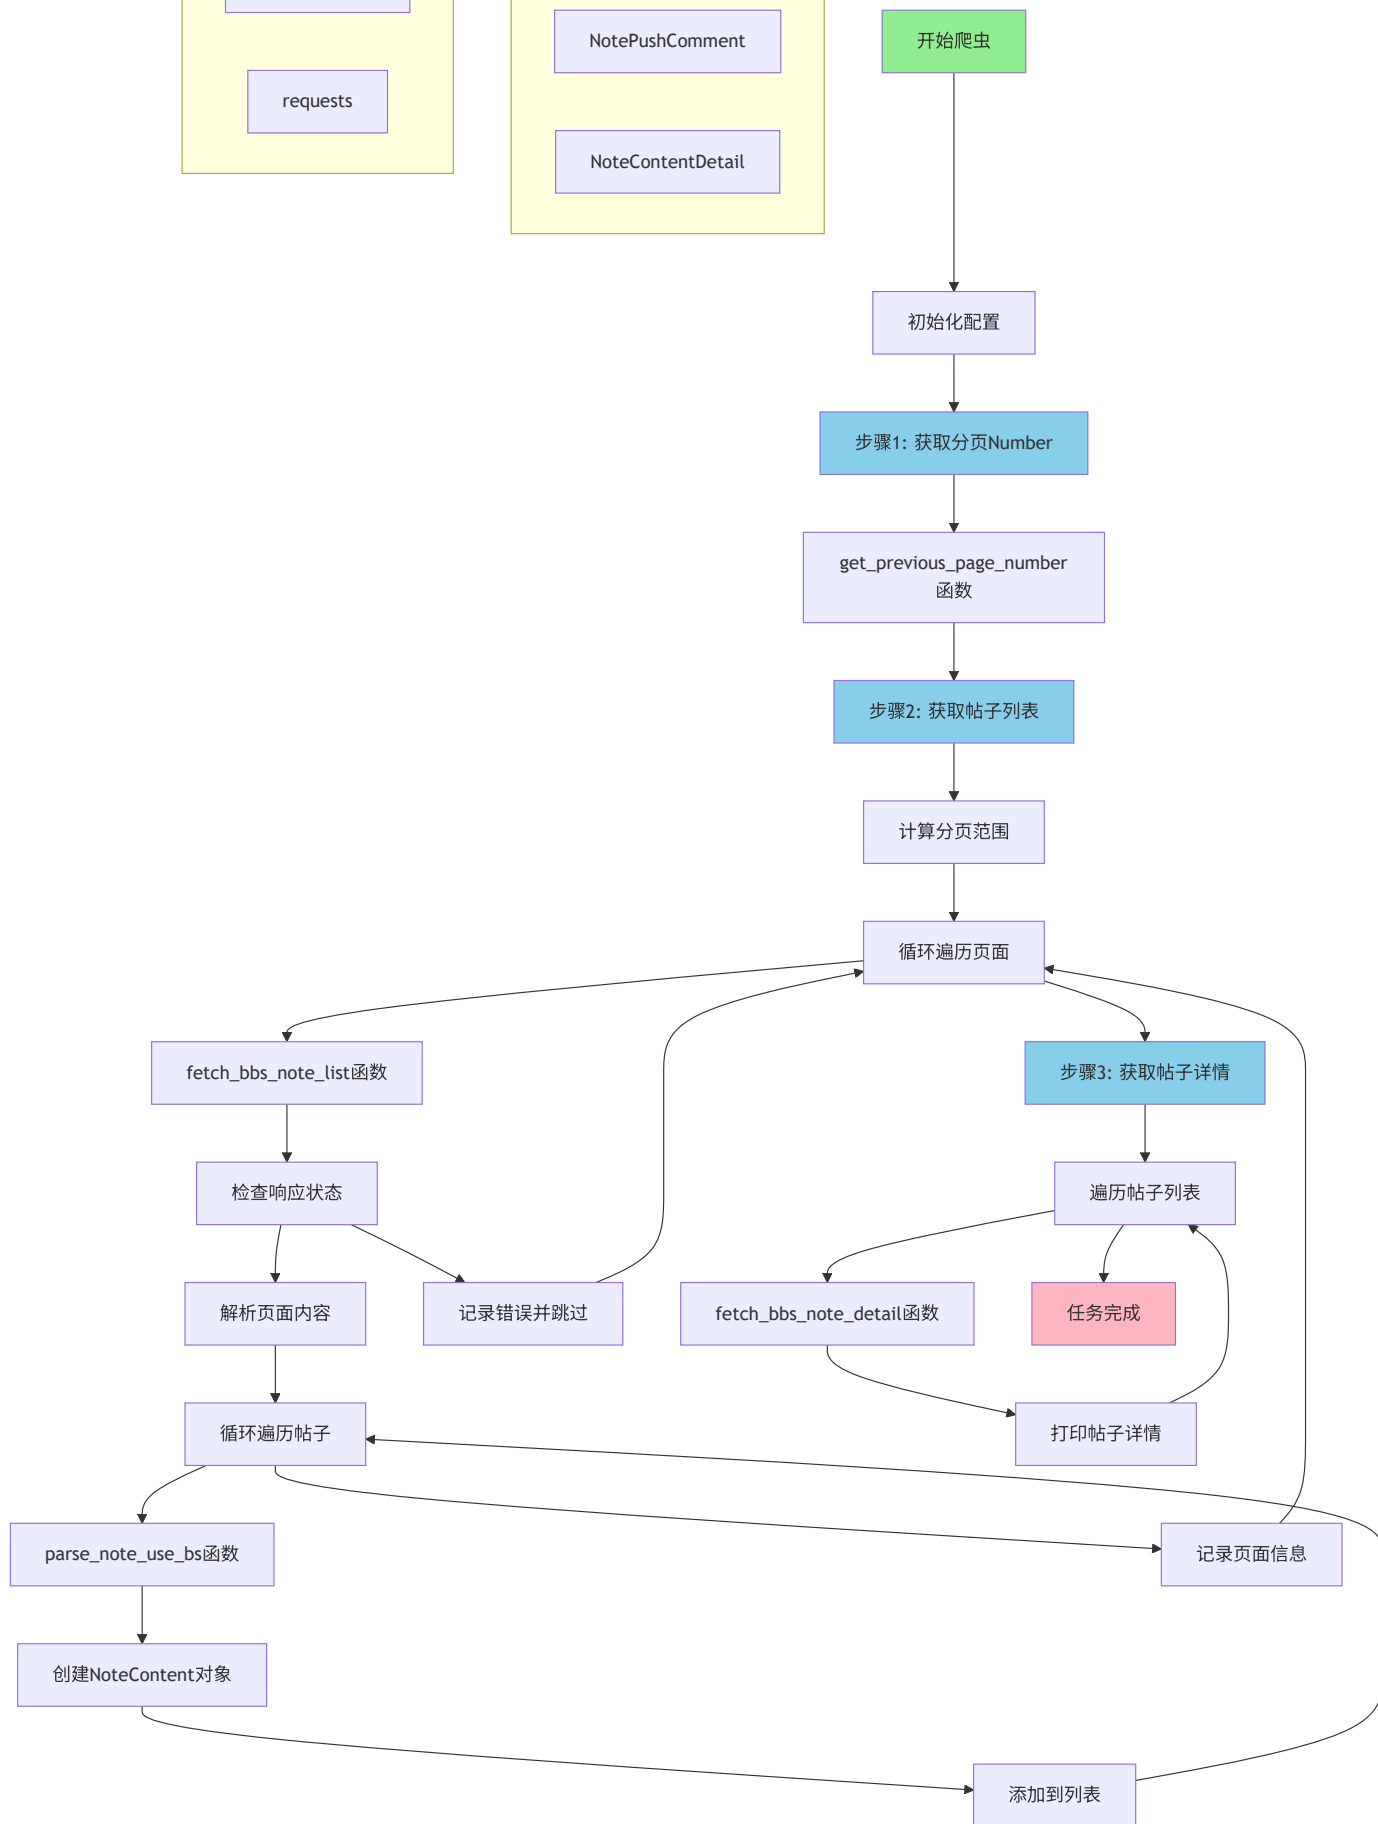 NotePushComment
开始爬虫
requests
NoteContentDetail
初始化配置
步骤1: 获取分页Number
get_previous_page_number
函数
步骤2: 获取帖子列表
计算分页范围
循环遍历页面
fetch_bbs_note_list函数
步骤3: 获取帖子详情
检查响应状态
遍历帖子列表
解析页面内容
记录错误并跳过
fetch_bbs_note_detail函数
任务完成
循环遍历帖子
打印帖子详情
parse_note_use_bs函数
记录页面信息
创建NoteContent对象
添加到列表